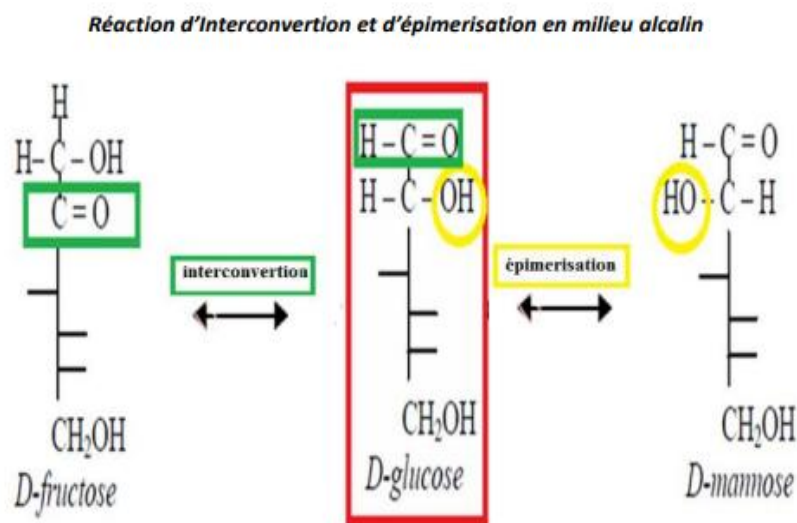 Réaction d'Interconvertion et d'épimerisation en milieu alcalin
H
H – C – OH
C = O
CH₂OH
D-fructose
interconvertion
H – C = O
H – C – OH
CH₂OH
D-glucose
épimerisation
H – C = O
HO – C – H
CH₂OH
D-mannose